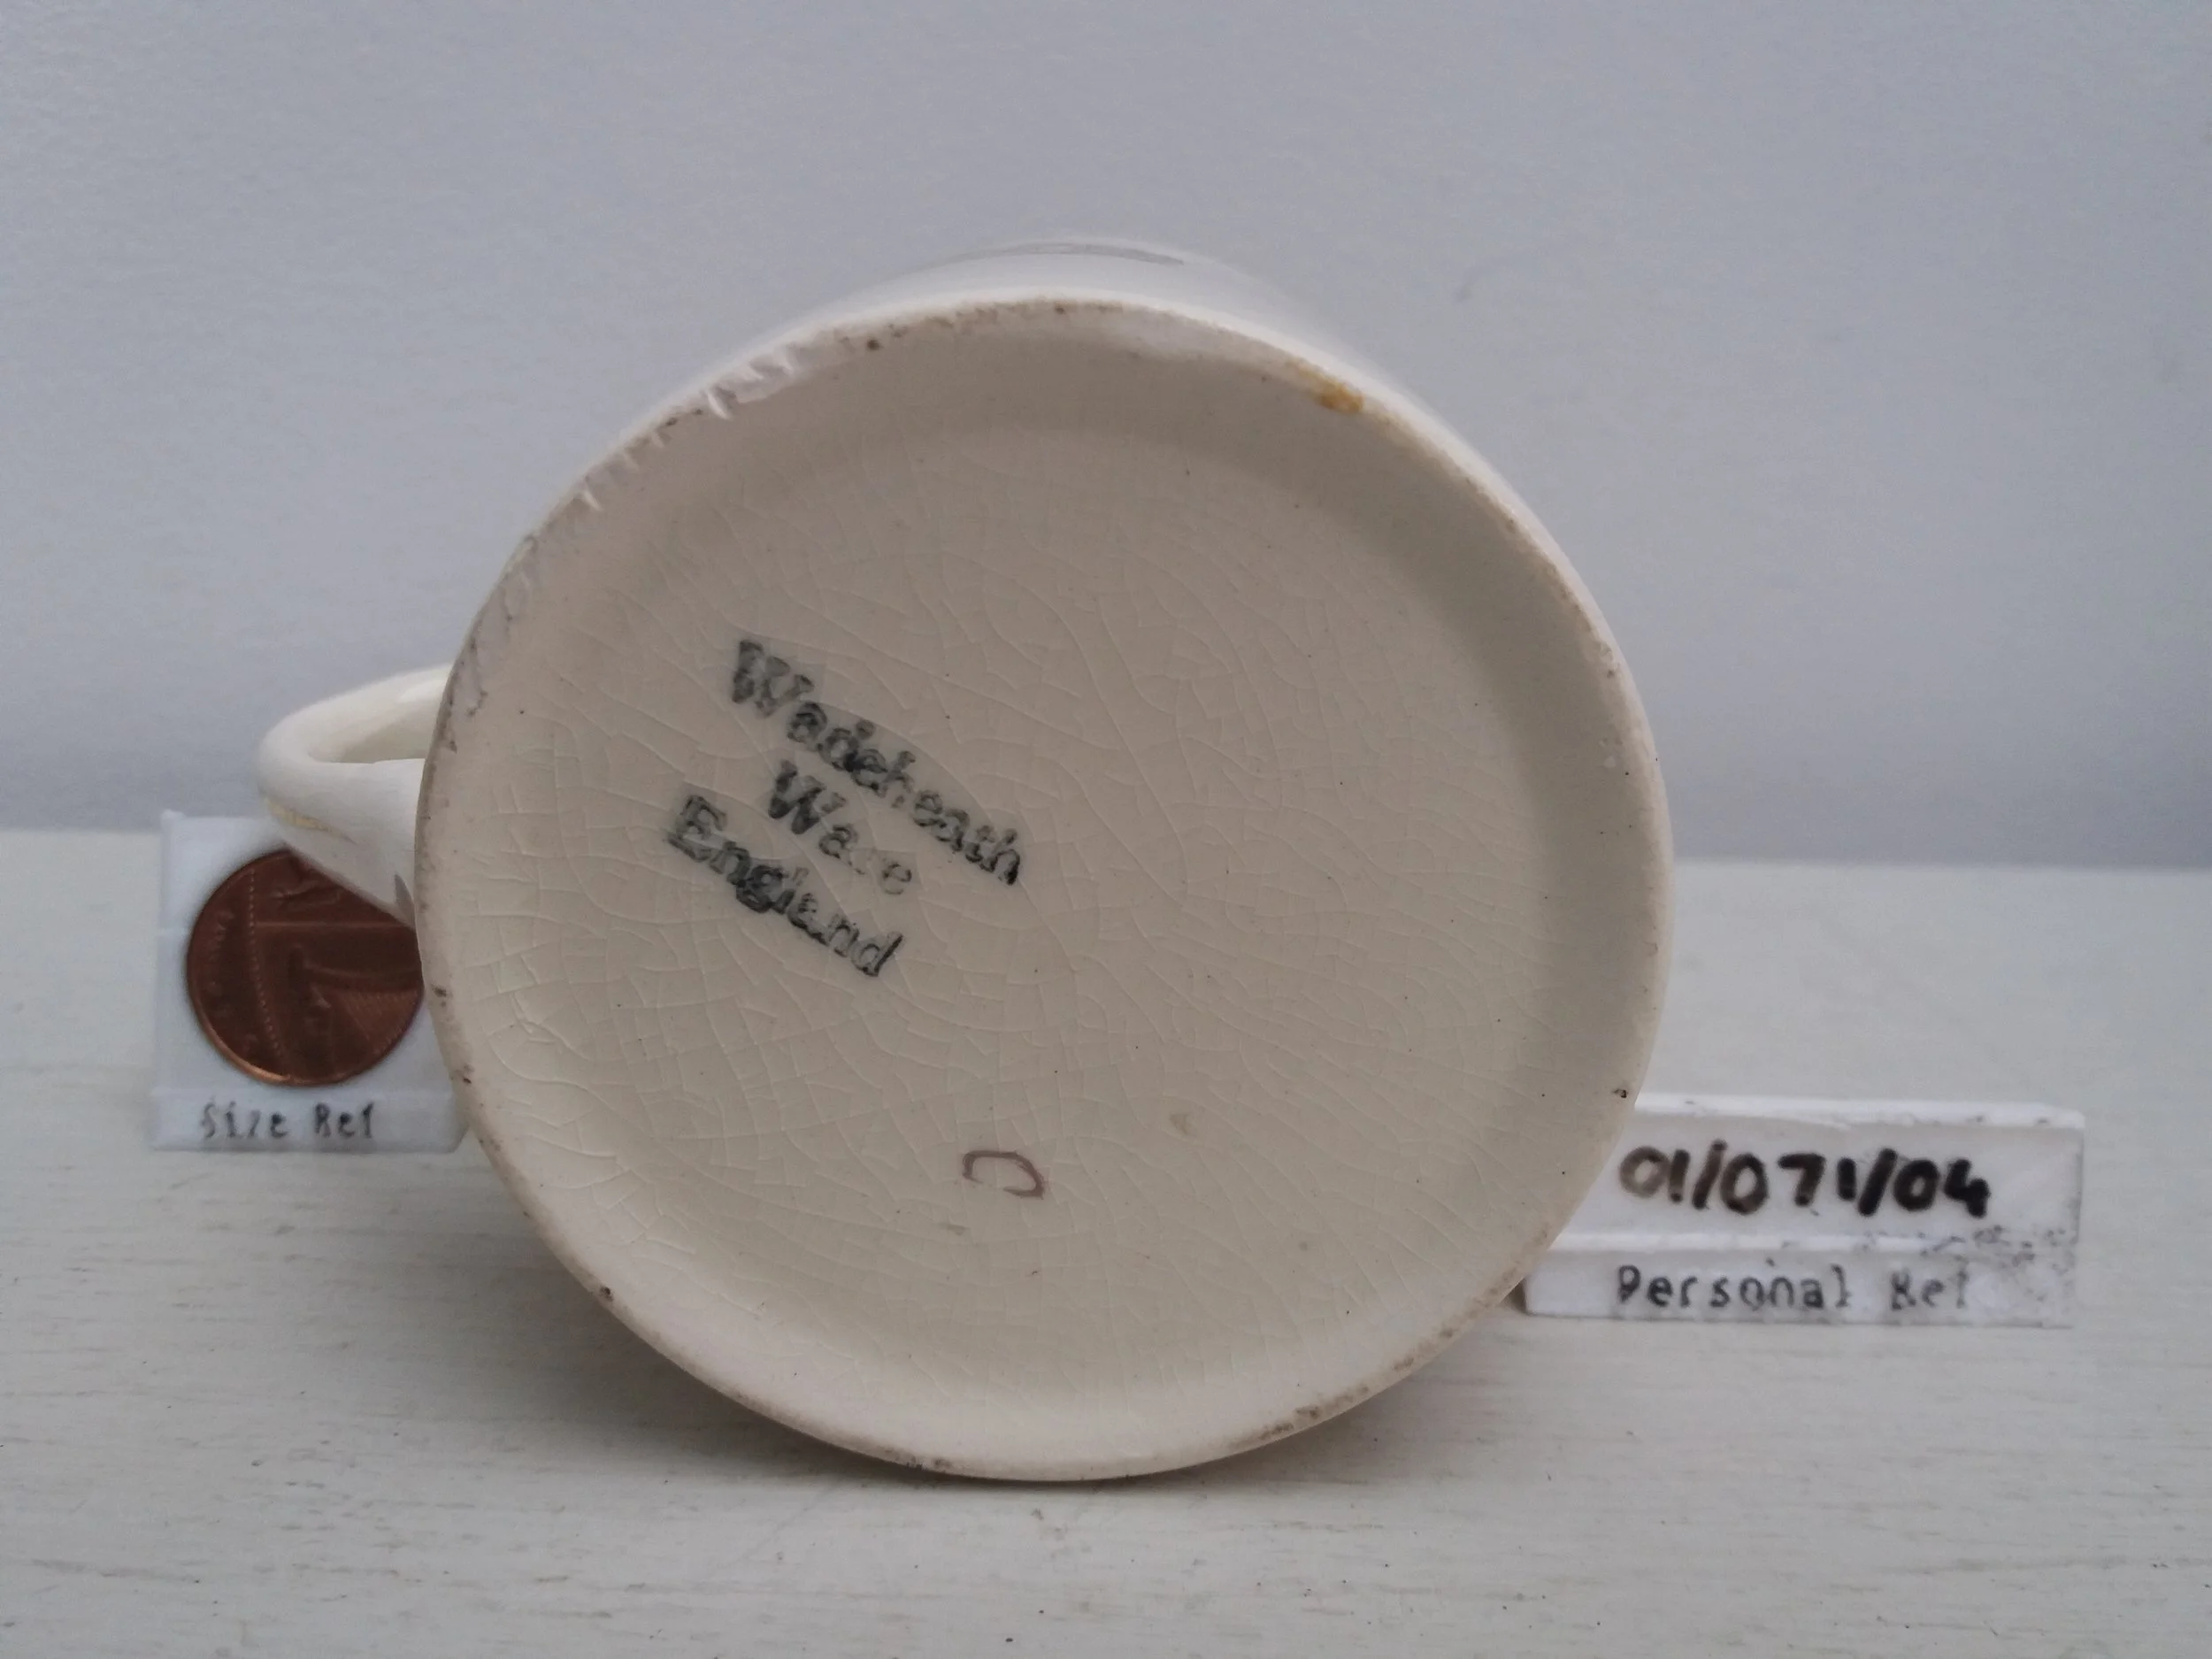 Wadeheath
Ware
England
Size Ref
01/071/04
Personal Ref